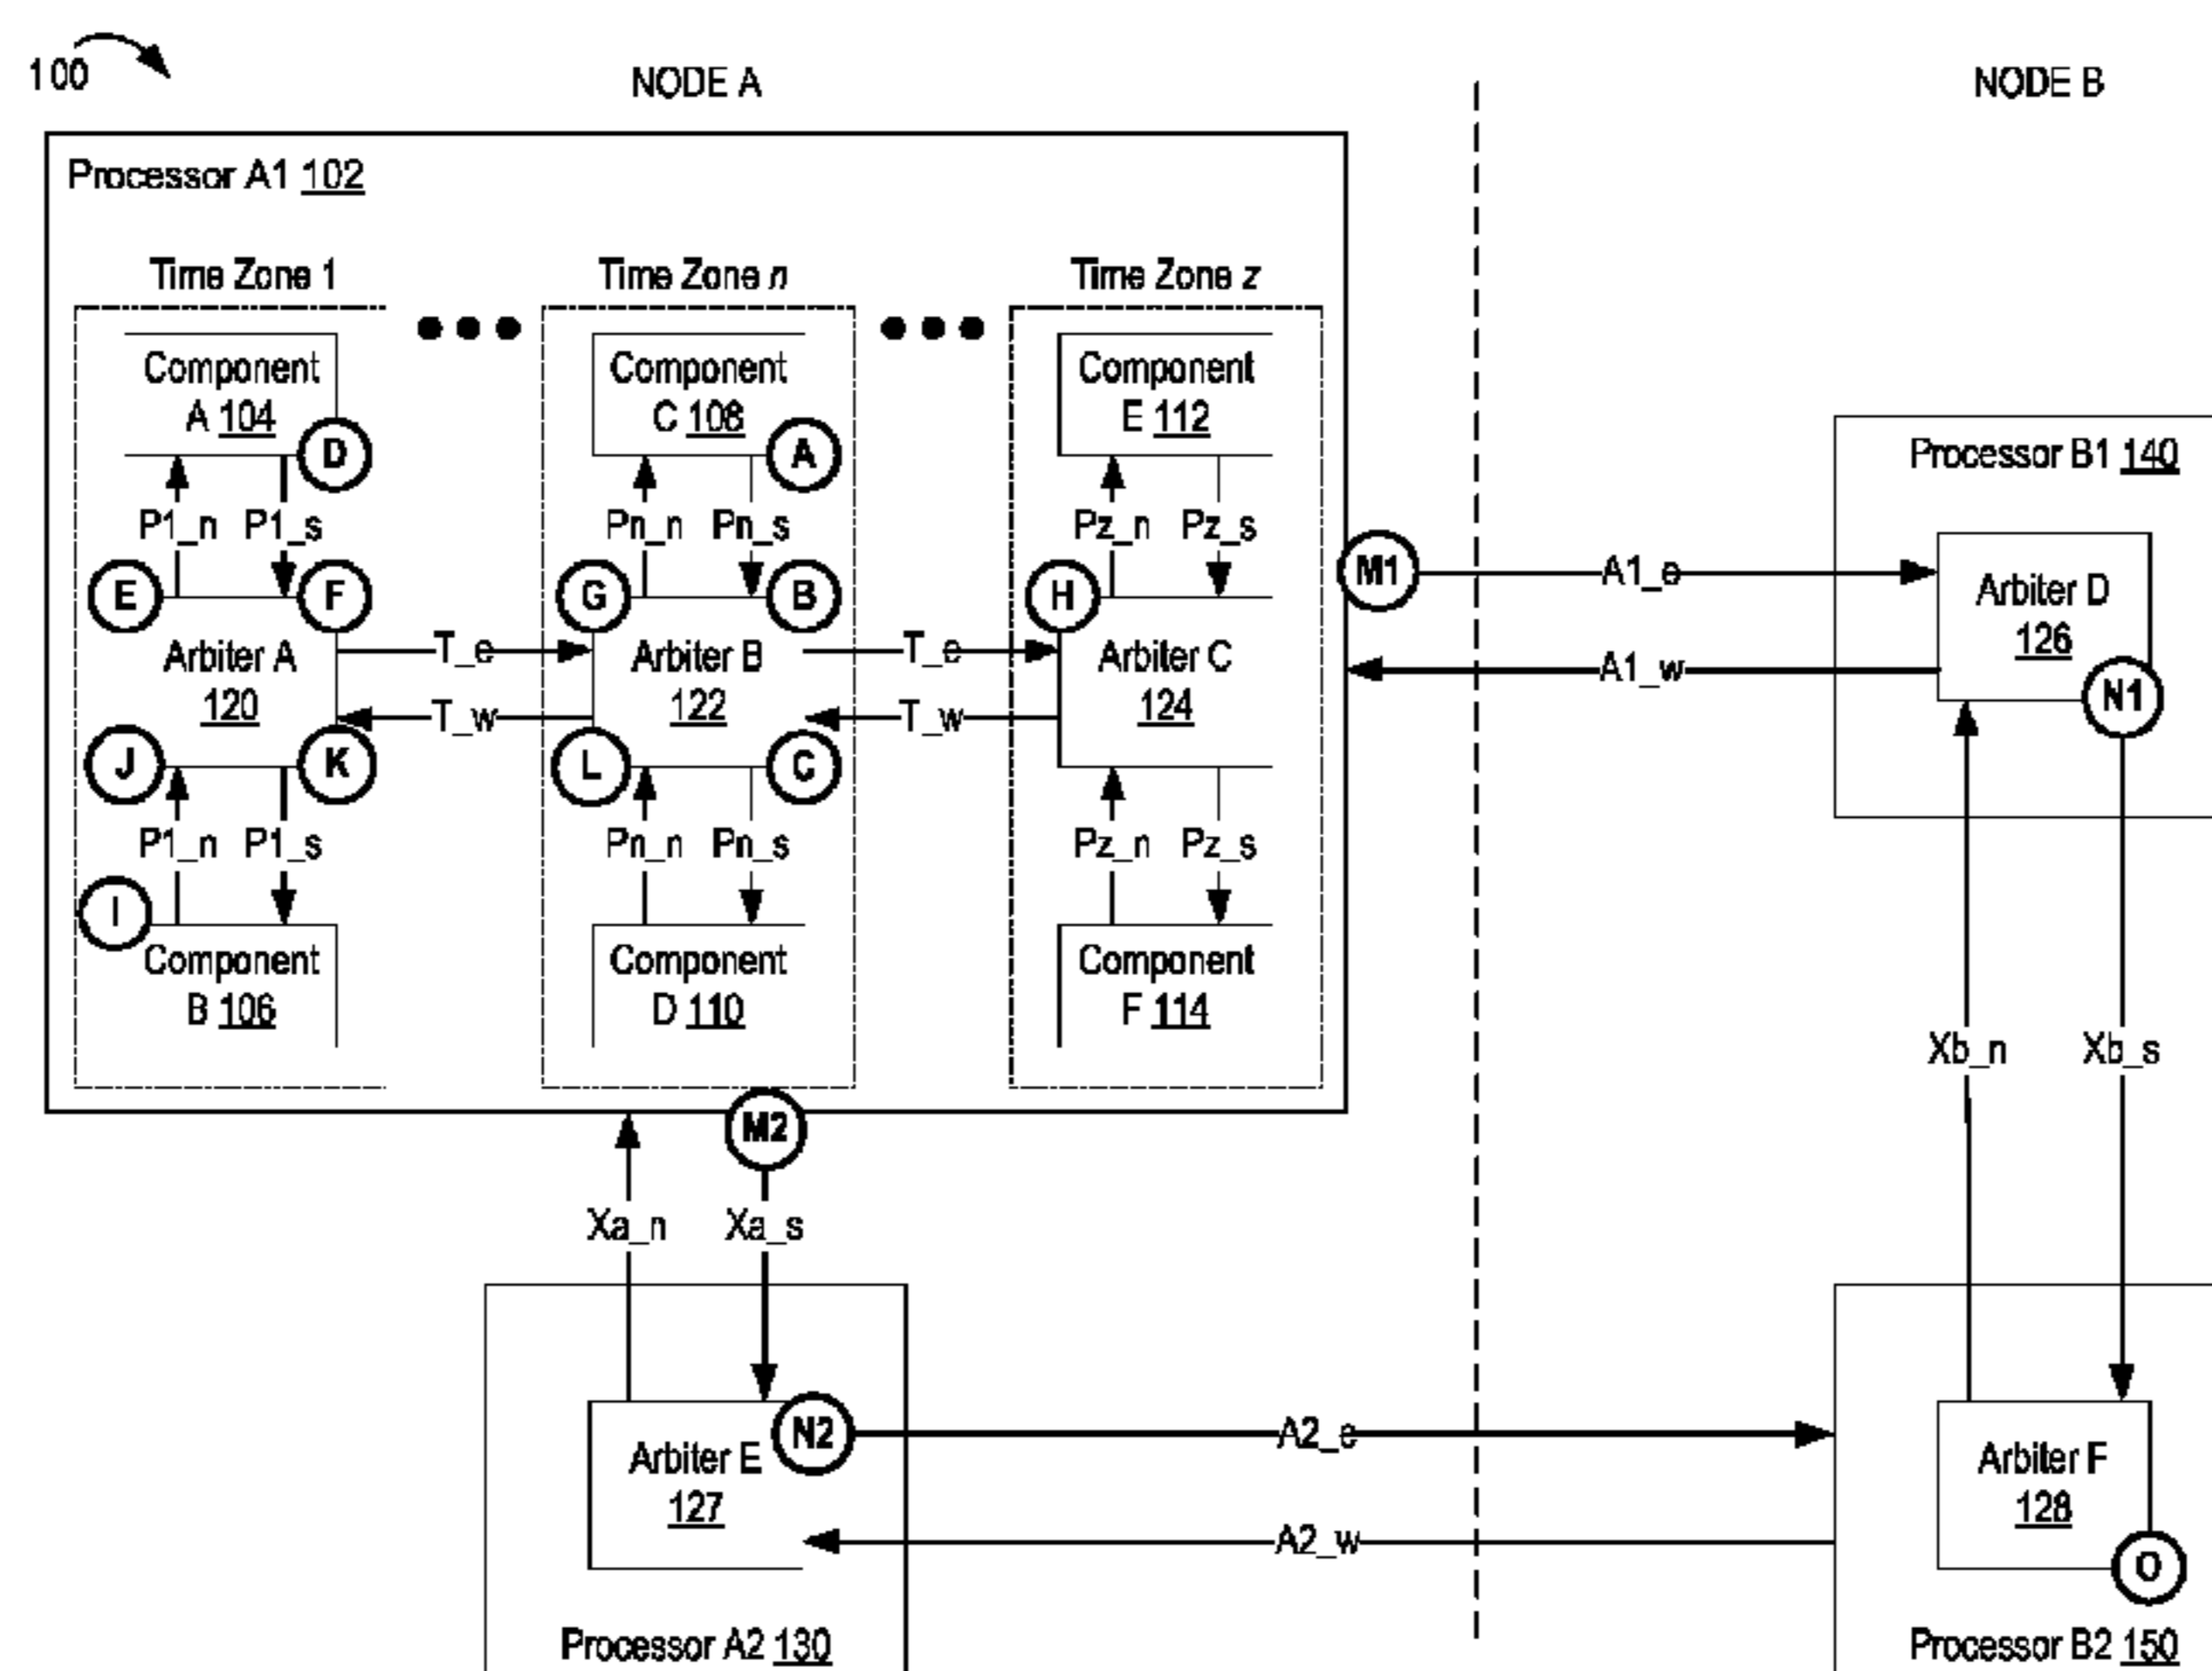 100
NODE A
NODE B
Processor A1 102
Time Zone 1
Time Zone n
Time Zone z
Component
A 104
Component
C 108
Component
E 112
D
A
Processor B1 140
P1_n P1_s
Pn_n Pn_s
Pz_n Pz_s
E
F
G
B
H
M1
A1_e
Arbiter D
126
Arbiter A
120
T_e
Arbiter B
122
T_e
Arbiter C
124
A1_w
N1
T_w
T_w
J
K
L
C
P1_n P1_s
Pn_n Pn_s
Pz_n Pz_s
I
Component
B 106
Component
D 110
Component
F 114
Xb_n
Xb_s
M2
Xa_n
Xa_s
N2
A2_e
Arbiter E
127
Arbiter F
128
A2_w
O
Processor A2 130
Processor B2 150